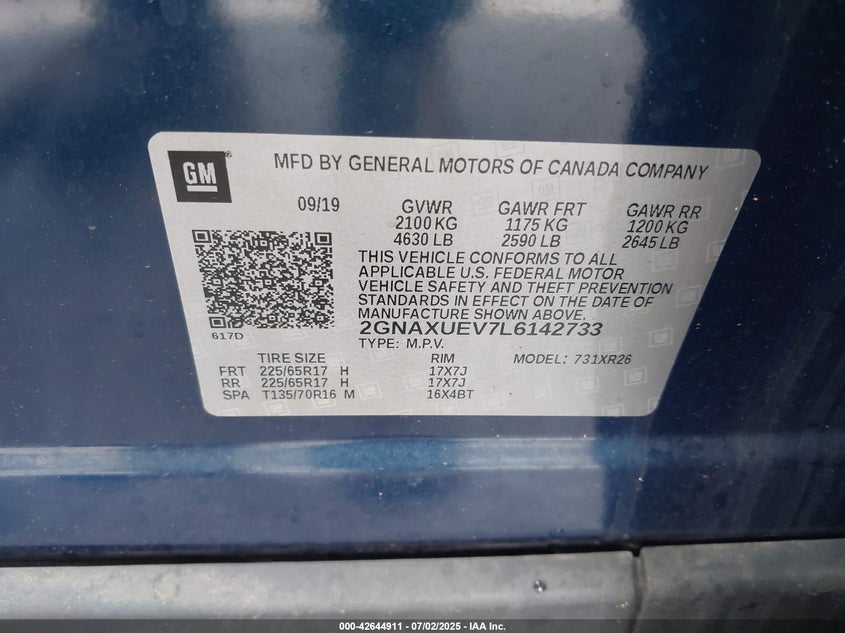 GM
MFD BY GENERAL MOTORS OF CANADA COMPANY
09/19 GVWR GAWR FRT GAWR RR
2100 KG 1175 KG 1200 KG
4630 LB 2590 LB 2645 LB
THIS VEHICLE CONFORMS TO ALL
APPLICABLE U.S. FEDERAL MOTOR
VEHICLE SAFETY AND THEFT PREVENTION
STANDARDS IN EFFECT ON THE DATE OF
MANUFACTURE SHOWN ABOVE.
617D
2GNAXUEV7L6142733
TYPE: M.P.V.
TIRE SIZE RIM MODEL: 731XR26
FRT 225/65R17 H 17X7J
RR 225/65R17 H 17X7J
SPA T135/70R16 M 16X4BT
000-42644911 - 07/02/2025 - IAA Inc.